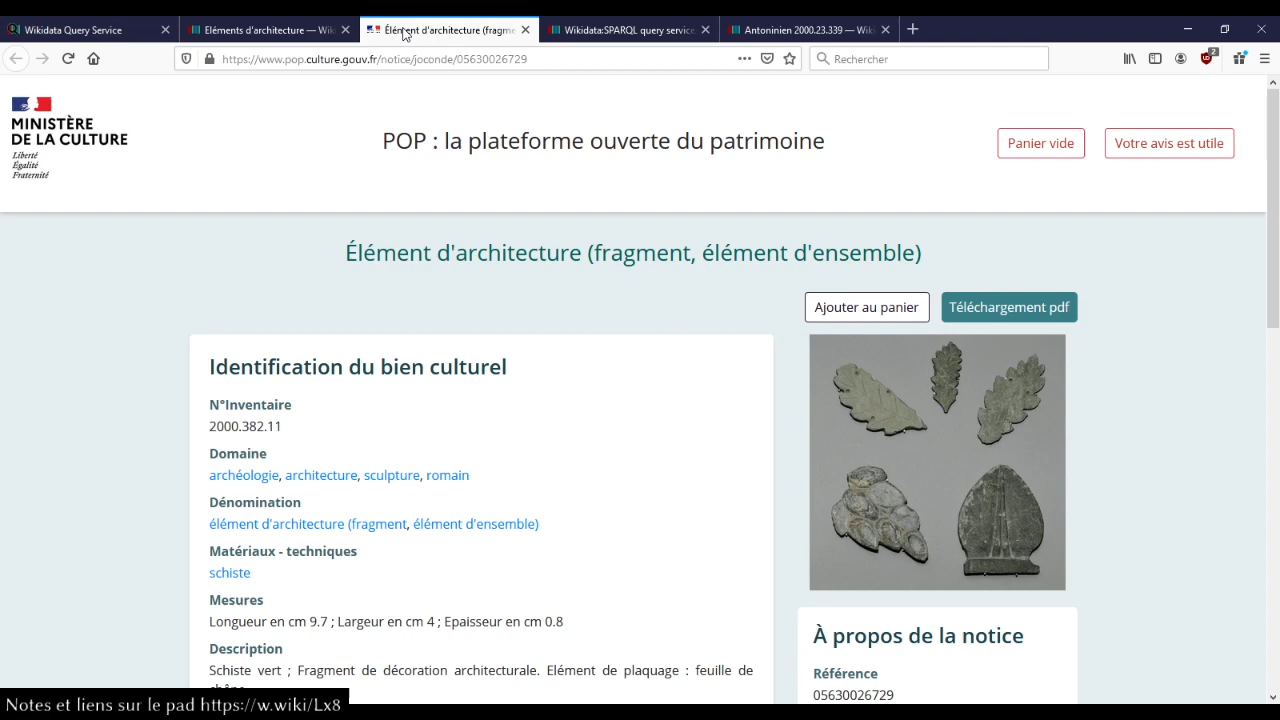 Wikidata Query Service
Eléments d'architecture — Wiki
Élément d'architecture (fragme
Wikidata:SPARQL query service
Antoninien 2000.23.339 — Wiki
https://www.pop.culture.gouv.fr/notice/joconde/05630026729
Rechercher
2
MINISTÈRE
DE LA CULTURE
Liberté
Égalité
Fraternité
POP : la plateforme ouverte du patrimoine
Panier vide
Votre avis est utile
Élément d'architecture (fragment, élément d'ensemble)
Ajouter au panier
Téléchargement pdf
Identification du bien culturel
N°Inventaire
2000.382.11
Domaine
archéologie, architecture, sculpture, romain
Dénomination
élément d'architecture (fragment, élément d'ensemble)
Matériaux - techniques
schiste
Mesures
Longueur en cm 9.7 ; Largeur en cm 4 ; Epaisseur en cm 0.8
Description
Schiste vert ; Fragment de décoration architecturale. Elément de plaquage : feuille de
À propos de la notice
Référence
05630026729
Notes et liens sur le pad https://w.wiki/Lx8